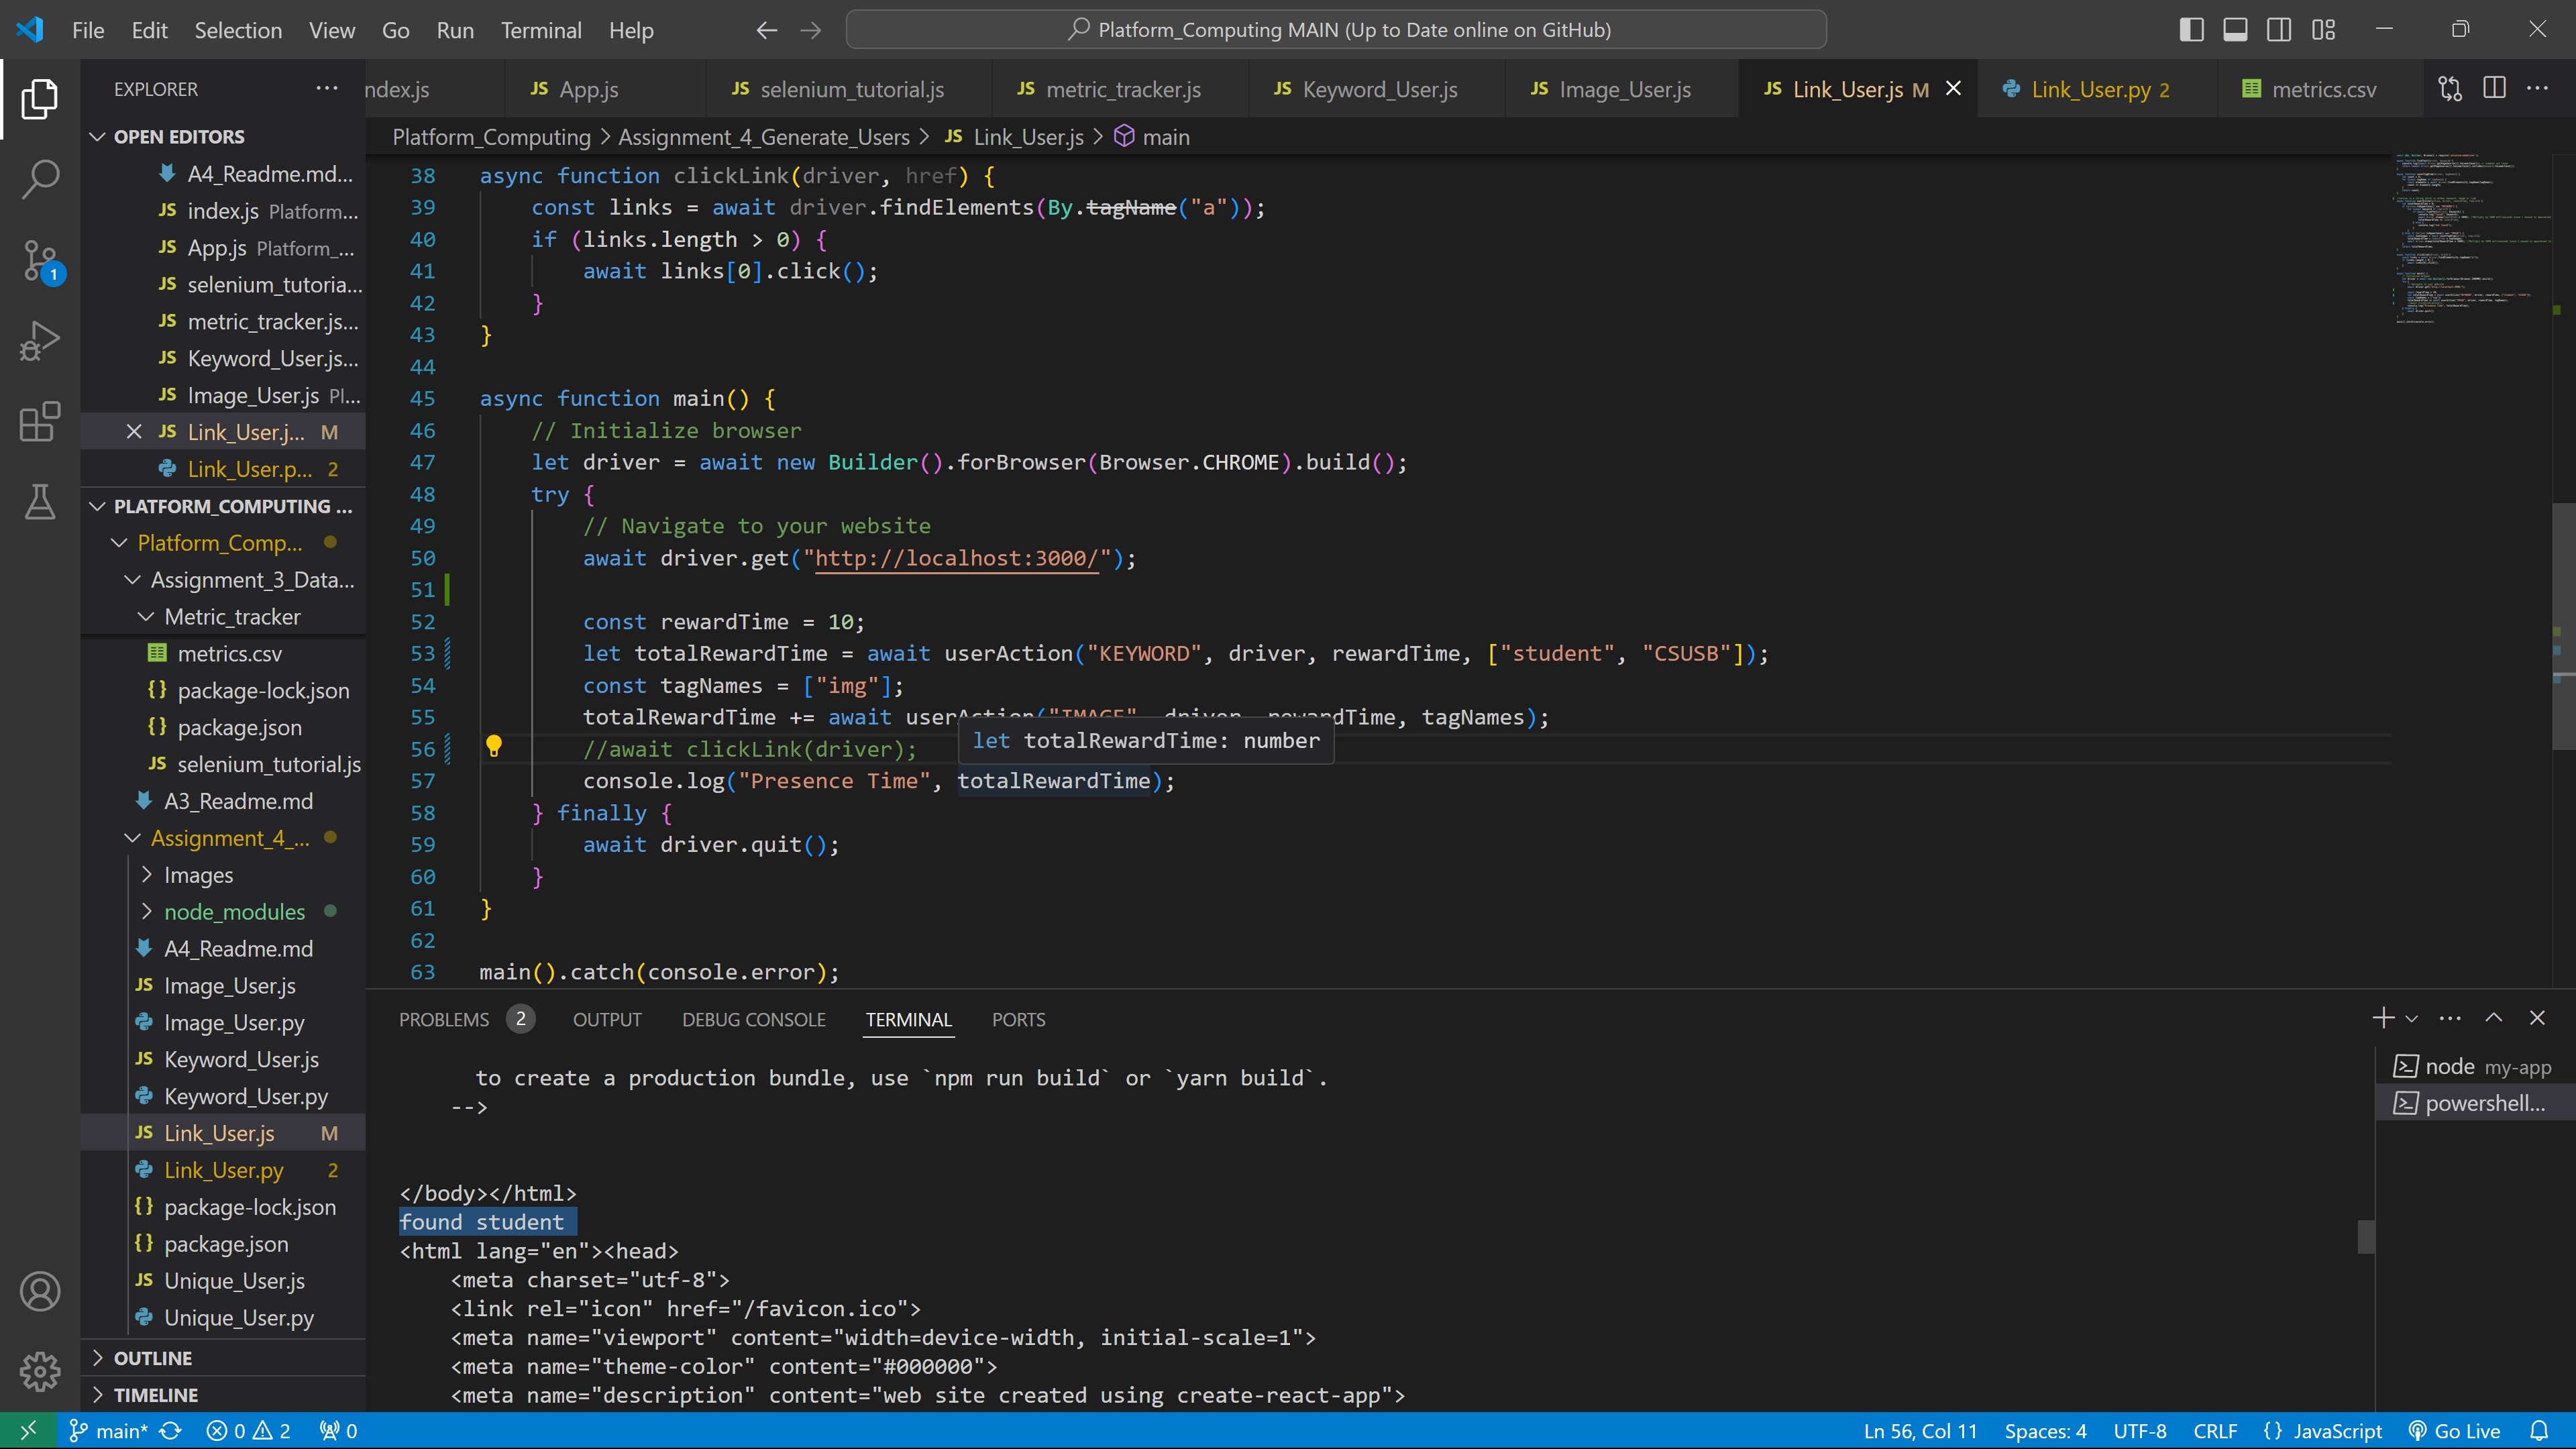 File Edit Selection View Go Run Terminal Help
Platform_Computing MAIN (Up to Date online on GitHub)
EXPLORER
ndex.js
JS App.js
JS selenium_tutorial.js
JS metric_tracker.js
JS Keyword_User.js
JS Image_User.js
JS Link_User.js M
Link_User.py 2
metrics.csv
OPEN EDITORS
A4_Readme.md...
JS index.js Platform...
JS App.js Platform_...
JS selenium_tutoria...
JS metric_tracker.js...
JS Keyword_User.js...
JS Image_User.js Pl...
JS Link_User.j... M
Link_User.p... 2
PLATFORM_COMPUTING ...
Platform_Comp...
Assignment_3_Data...
Metric_tracker
metrics.csv
{} package-lock.json
{} package.json
JS selenium_tutorial.js
A3_Readme.md
Assignment_4_...
Images
node_modules
A4_Readme.md
JS Image_User.js
Image_User.py
JS Keyword_User.js
Keyword_User.py
JS Link_User.js M
Link_User.py 2
{} package-lock.json
{} package.json
JS Unique_User.js
Unique_User.py
OUTLINE
TIMELINE
1
Platform_Computing > Assignment_4_Generate_Users > JS Link_User.js > main
38 async function clickLink(driver, href) {
39 const links = await driver.findElements(By.tagName("a"));
40 if (links.length > 0) {
41 await links[0].click();
42 }
43 }
44
45 async function main() {
46 // Initialize browser
47 let driver = await new Builder().forBrowser(Browser.CHROME).build();
48 try {
49 // Navigate to your website
50 await driver.get("http://localhost:3000/");
51
52 const rewardTime = 10;
53 let totalRewardTime = await userAction("KEYWORD", driver, rewardTime, ["student", "CSUSB"]);
54 const tagNames = ["img"];
55 totalRewardTime += await userAction("IMAGE", driver, rewardTime, tagNames);
let totalRewardTime: number
56 //await clickLink(driver);
57 console.log("Presence Time", totalRewardTime);
58 } finally {
59 await driver.quit();
60 }
61 }
62
63 main().catch(console.error);
PROBLEMS 2 OUTPUT DEBUG CONSOLE TERMINAL PORTS
to create a production bundle, use `npm run build` or `yarn build`.
-->
</body></html>
found student
<html lang="en"><head>
<meta charset="utf-8">
<link rel="icon" href="/favicon.ico">
<meta name="viewport" content="width=device-width, initial-scale=1">
<meta name="theme-color" content="#000000">
<meta name="description" content="web site created using create-react-app">
node my-app
powershell...
main* 0 2 0
Ln 56, Col 11 Spaces: 4 UTF-8 CRLF {} JavaScript Go Live